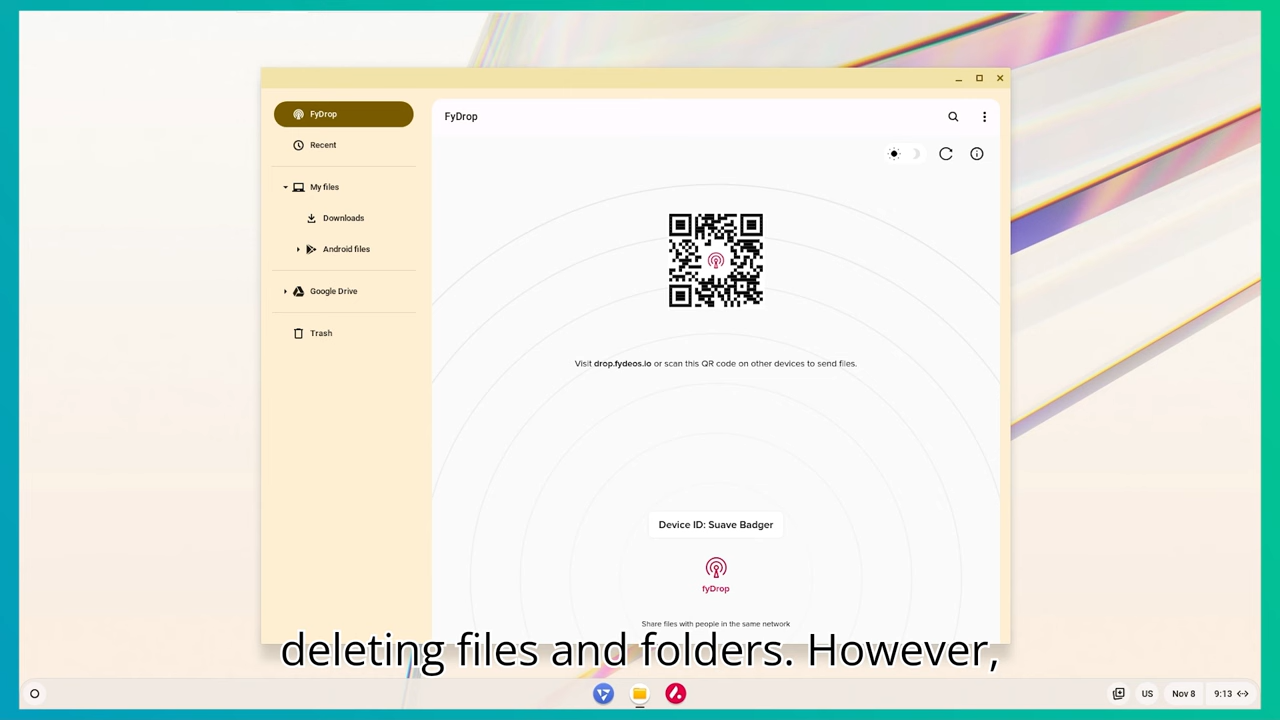 FyDrop
Recent
My files
Downloads
Android files
Google Drive
Trash
FyDrop
Visit drop.fydeos.io or scan this QR code on other devices to send files.
Device ID: Suave Badger
fyDrop
Share files with people in the same network
deleting files and folders. However,
US
Nov 8
9:13